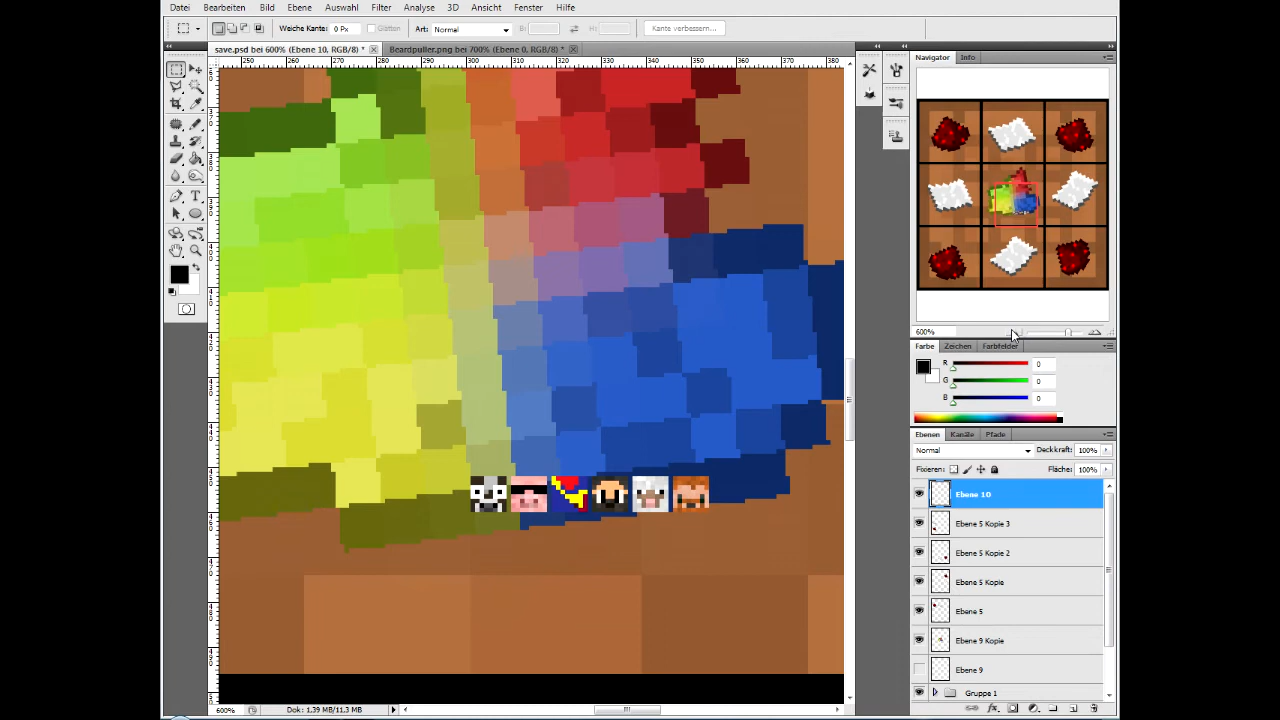 Datei Bearbeiten Bild Ebene Auswahl Filter Analyse 3D Ansicht Fenster Hilfe
Weiche Kante: 0 Px Glätten Art: Normal B: H: Kante verbessern...
save.psd bei 600% (Ebene 10, RGB/8) * Beardpuller.png bei 700% (Ebene 0, RGB/8) *
250 260 270 280 290 300 310 320 330 340 350 360 370 380
Navigator Info
600%
Farbe Zeichen Farbfelder
R 0
G 0
B 0
Ebenen Kanäle Pfade
Normal Deckkraft: 100%
Fixieren: Fläche: 100%
Ebene 10
Ebene 5 Kopie 3
Ebene 5 Kopie 2
Ebene 5 Kopie
Ebene 5
Ebene 9 Kopie
Ebene 9
Gruppe 1
600% Dok: 1.39 MB/11.3 MB